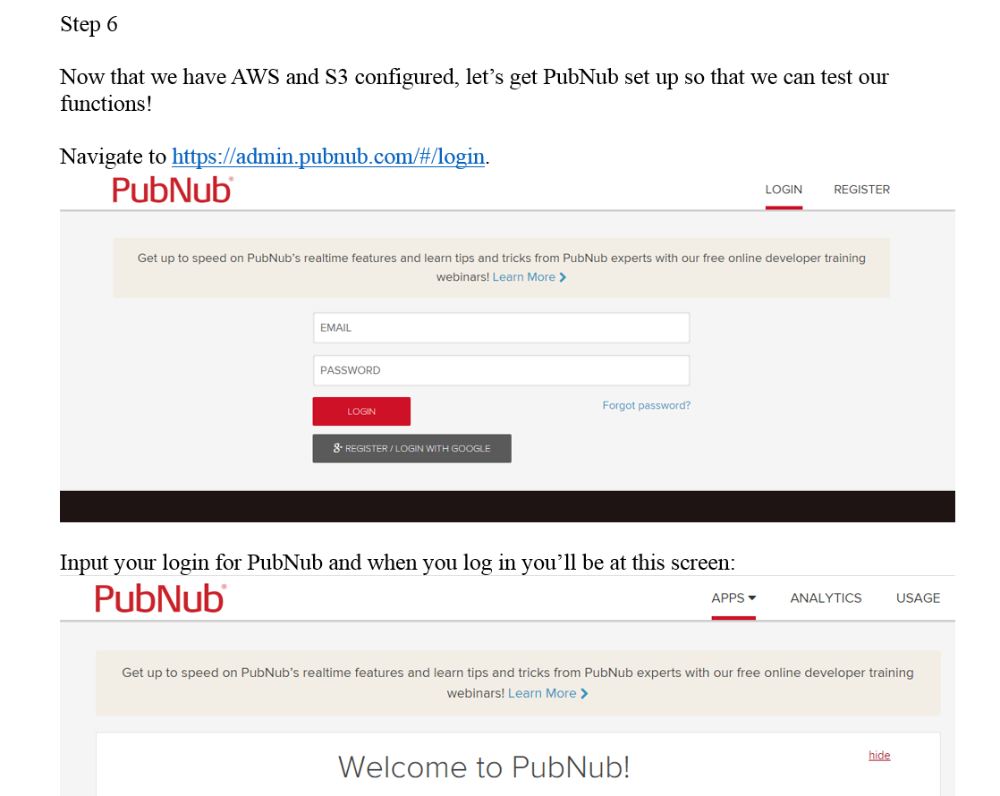 Step 6
Now that we have AWS and S3 configured, let’s get PubNub set up so that we can test our
functions!
Navigate to https://admin.pubnub.com/#/login.
PubNub®
LOGIN REGISTER
Get up to speed on PubNub’s realtime features and learn tips and tricks from PubNub experts with our free online developer training
webinars! Learn More
EMAIL
PASSWORD
LOGIN
Forgot password?
8+ REGISTER / LOGIN WITH GOOGLE
Input your login for PubNub and when you log in you’ll be at this screen:
PubNub®
APPS ANALYTICS USAGE
Get up to speed on PubNub’s realtime features and learn tips and tricks from PubNub experts with our free online developer training
webinars! Learn More
hide
Welcome to PubNub!